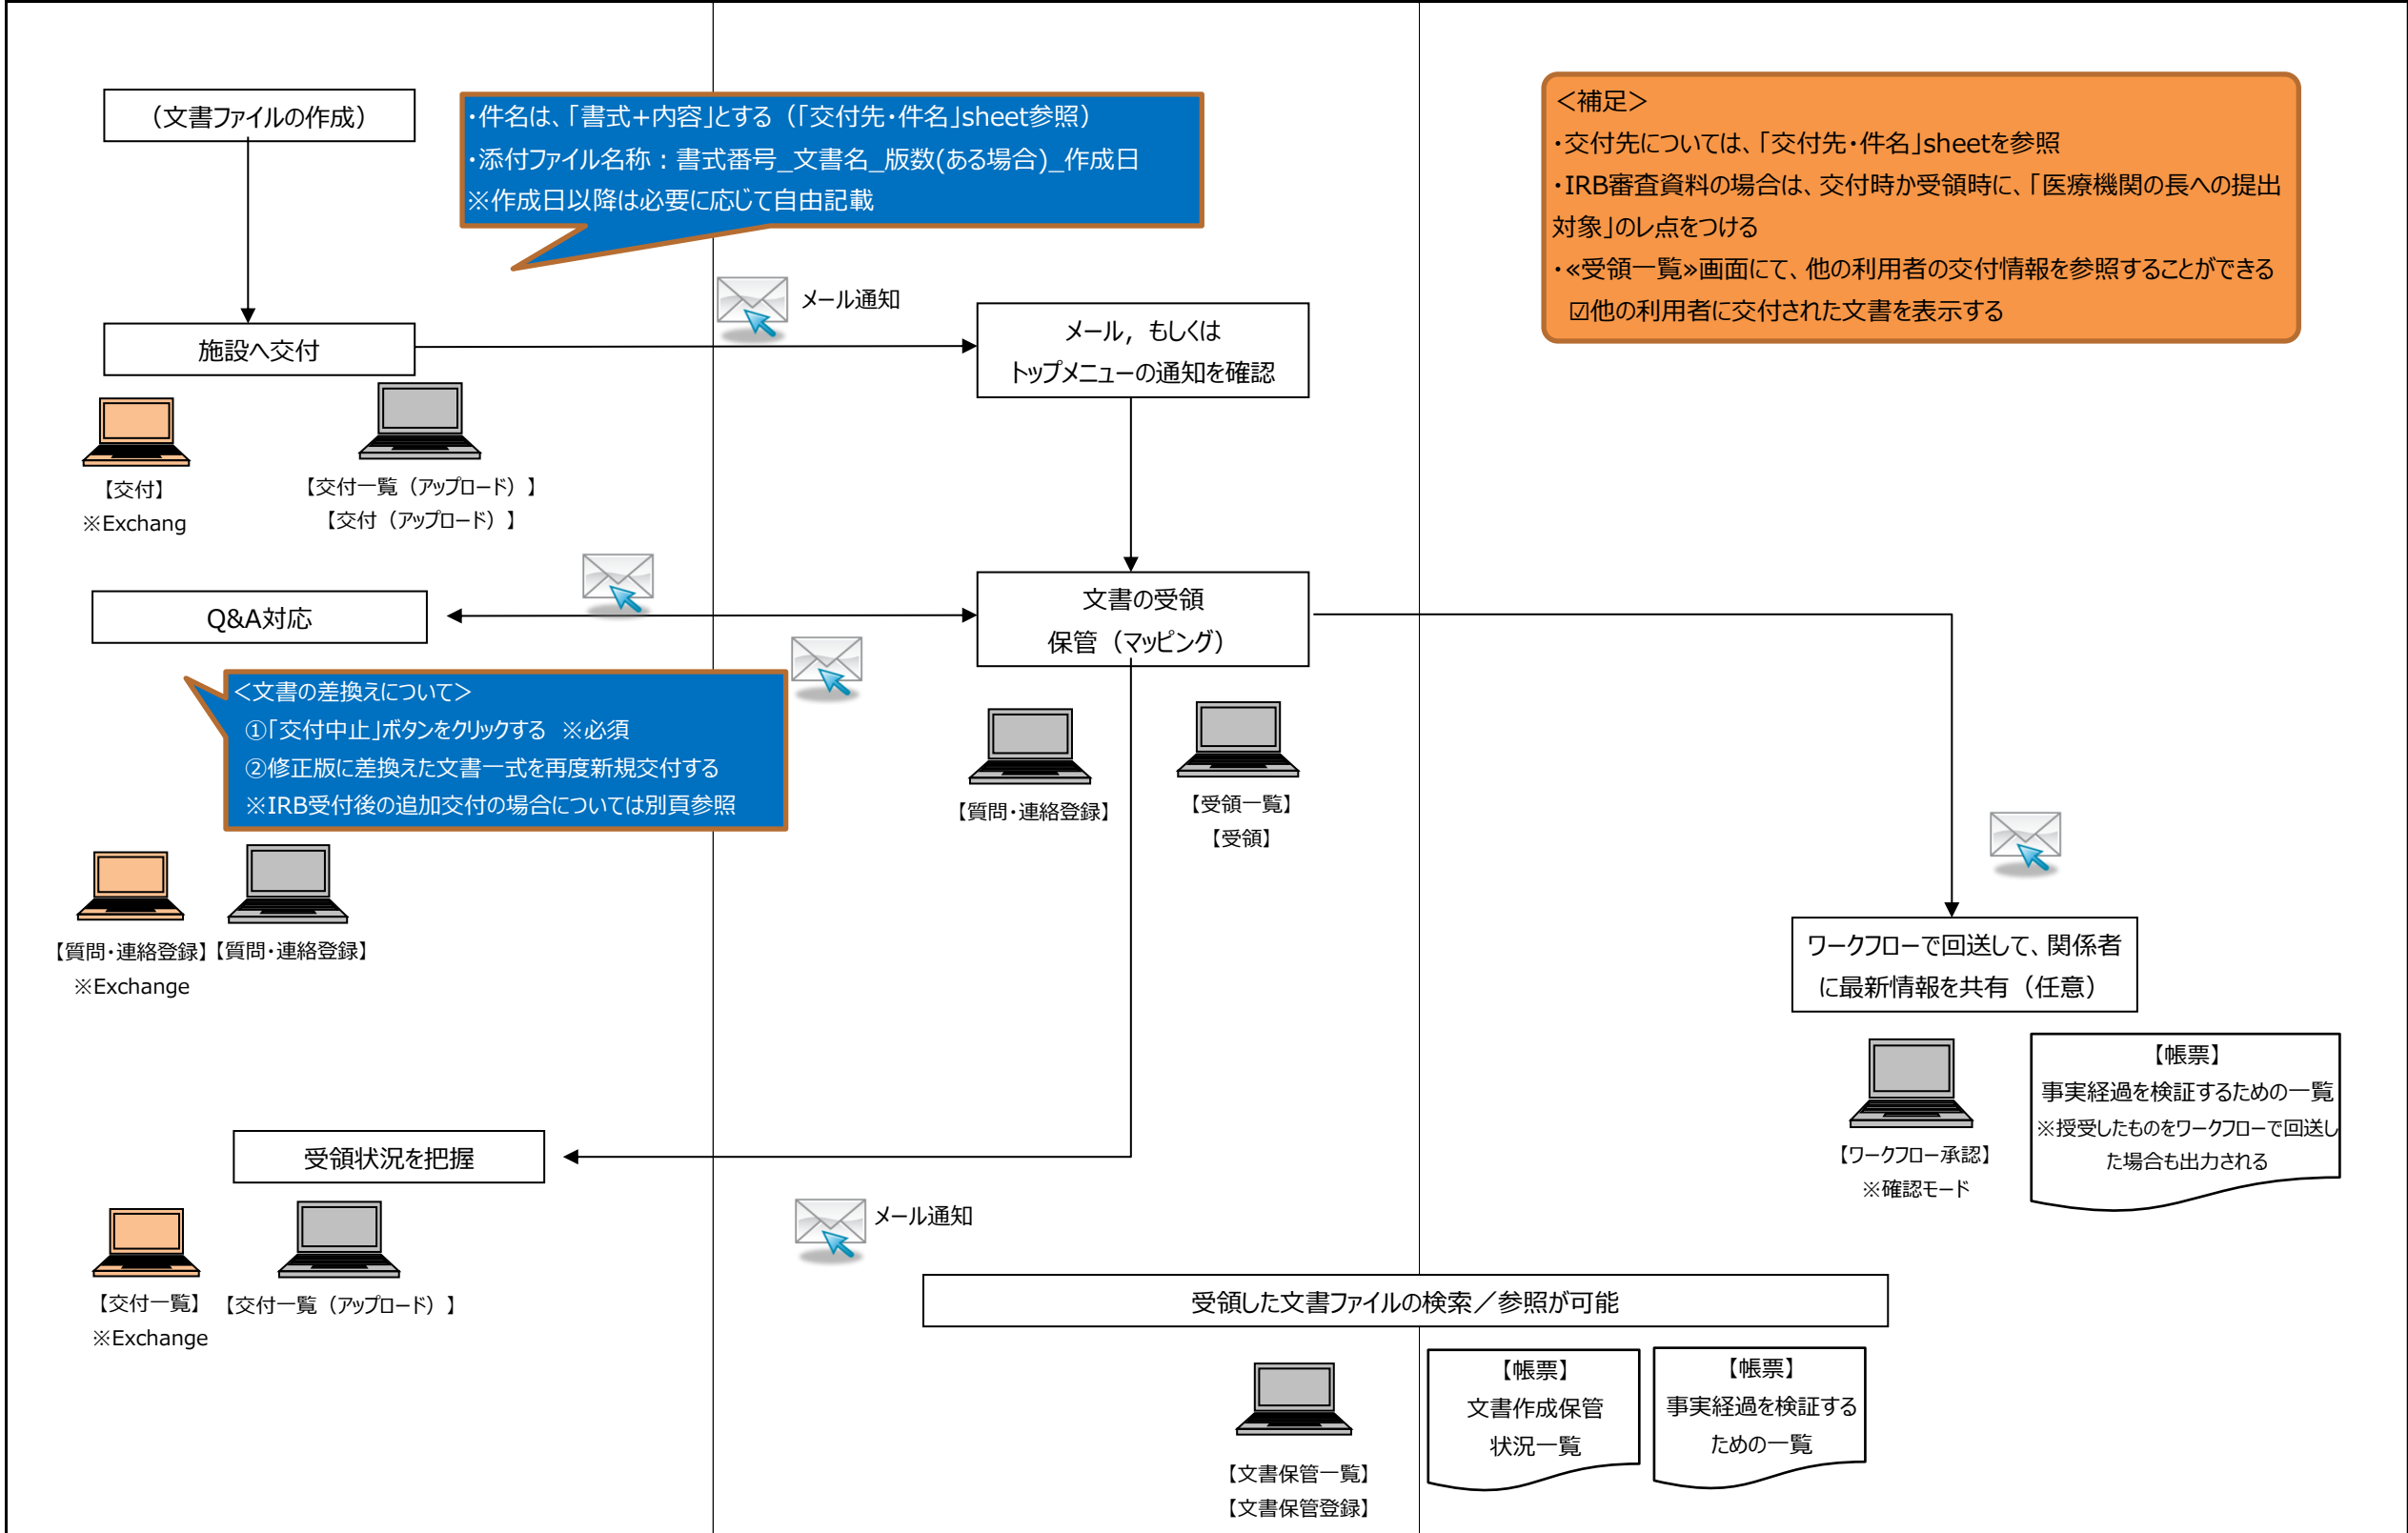 （文書ファイルの作成）
・件名は、「書式+内容」とする（「交付先・件名」sheet参照）
・添付ファイル名称：書式番号_文書名_版数(ある場合)_作成日
※作成日以降は必要に応じて自由記載
＜補足＞
・交付先については、「交付先・件名」sheetを参照
・IRB審査資料の場合は、交付時か受領時に、「医療機関の長への提出
対象」のレ点をつける
・≪受領一覧≫画面にて、他の利用者の交付情報を参照することができる
☑他の利用者に交付された文書を表示する
メール通知
施設へ交付
メール，もしくは
トップメニューの通知を確認
【交付】
※Exchang
【交付一覧（アップロード）】
【交付（アップロード）】
Q&A対応
文書の受領
保管（マッピング）
＜文書の差換えについて＞
①「交付中止」ボタンをクリックする　※必須
②修正版に差換えた文書一式を再度新規交付する
※IRB受付後の追加交付の場合については別頁参照
【質問・連絡登録】
【受領一覧】
【受領】
【質問・連絡登録】
※Exchange
【質問・連絡登録】
ワークフローで回送して、関係者
に最新情報を共有（任意）
【ワークフロー承認】
※確認モード
【帳票】
事実経過を検証するための一覧
※授受したものをワークフローで回送し
た場合も出力される
受領状況を把握
メール通知
【交付一覧】
※Exchange
【交付一覧（アップロード）】
受領した文書ファイルの検索／参照が可能
【文書保管一覧】
【文書保管登録】
【帳票】
文書作成保管
状況一覧
【帳票】
事実経過を検証する
ための一覧